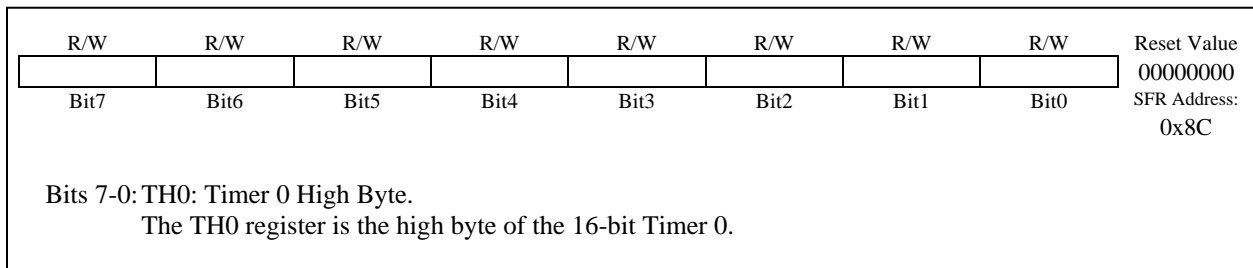 R/W R/W R/W R/W R/W R/W R/W R/W Reset Value
00000000
Bit7 Bit6 Bit5 Bit4 Bit3 Bit2 Bit1 Bit0 SFR Address:
0x8C
Bits 7-0: TH0: Timer 0 High Byte.
The TH0 register is the high byte of the 16-bit Timer 0.